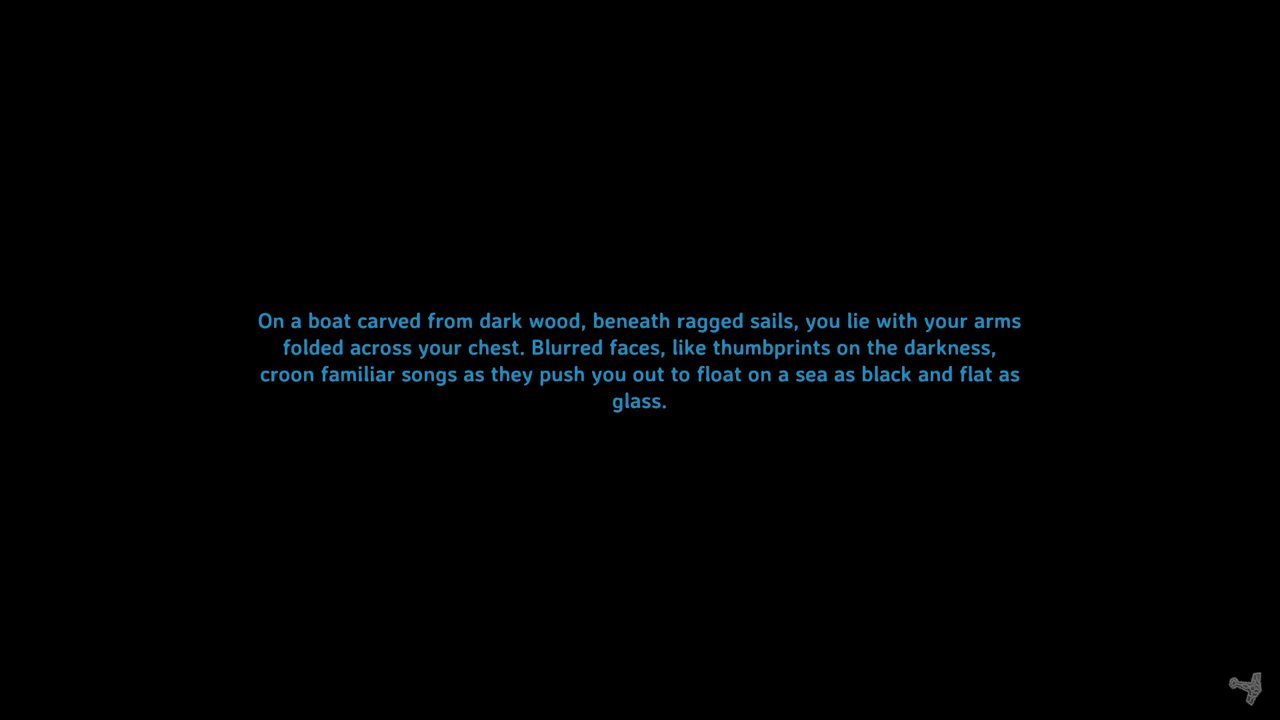 On a boat carved from dark wood, beneath ragged sails, you lie with your arms
folded across your chest. Blurred faces, like thumbprints on the darkness,
croon familiar songs as they push you out to float on a sea as black and flat as
glass.